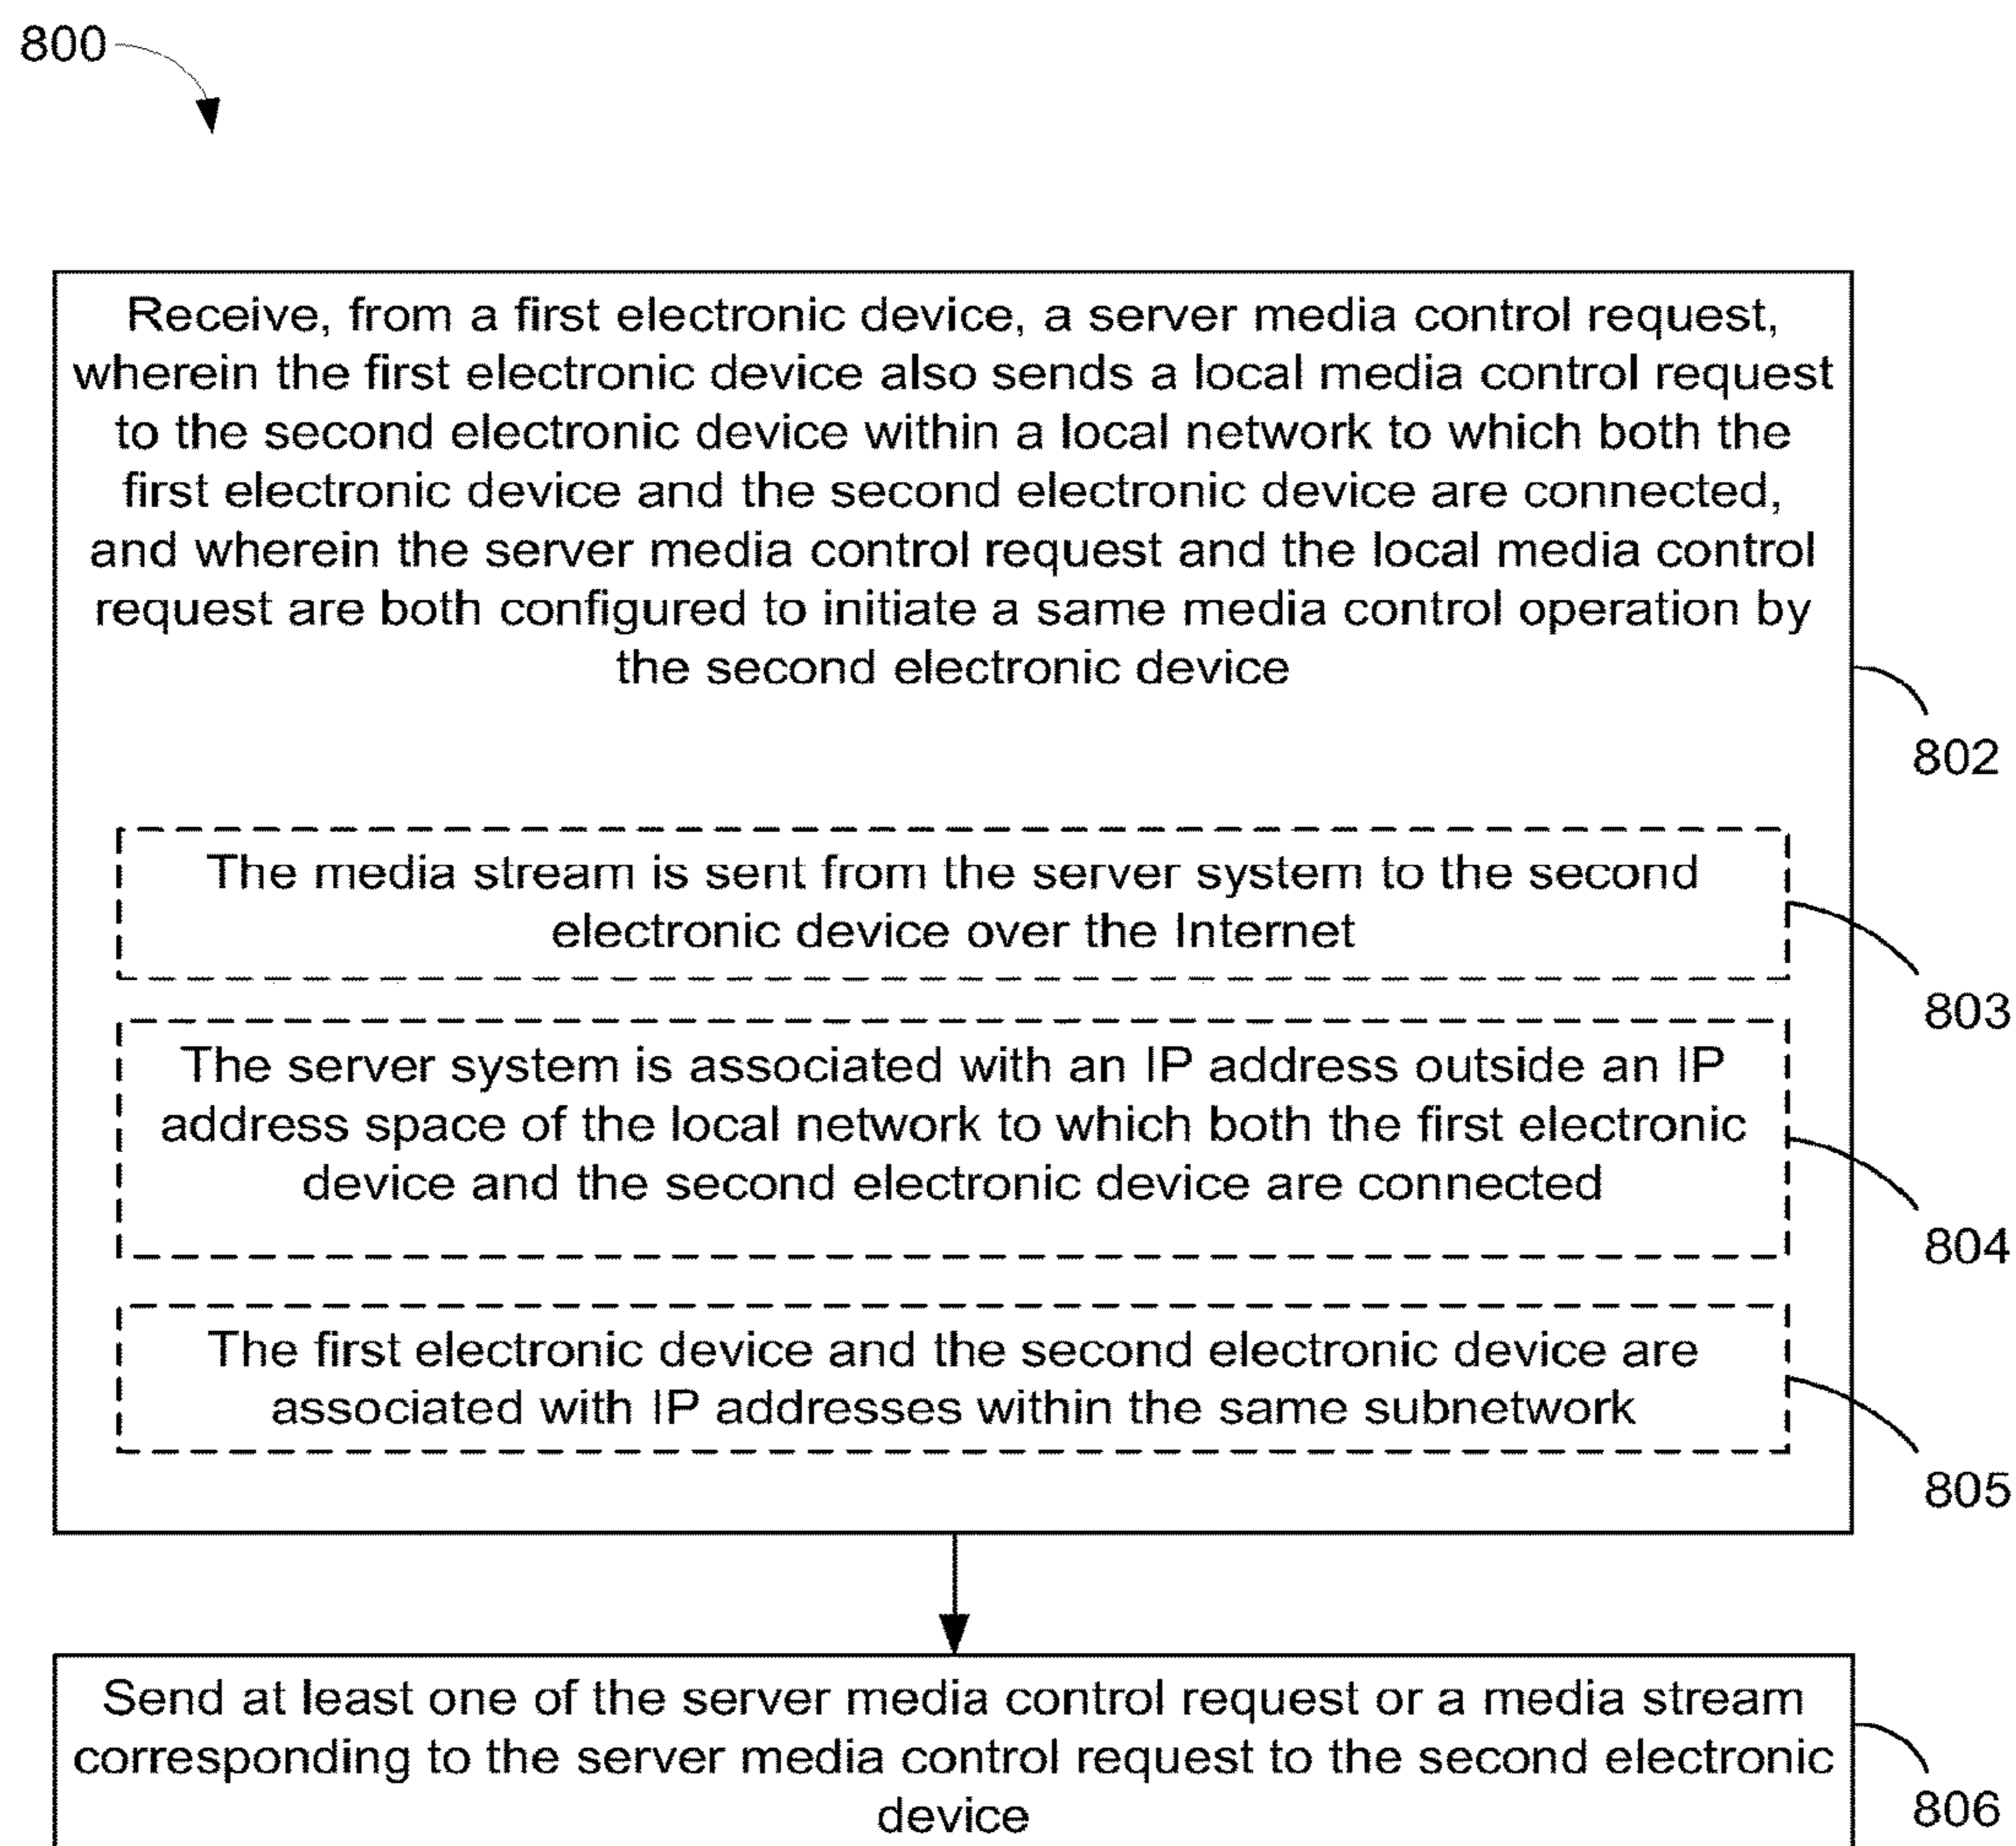 800
Receive, from a first electronic device, a server media control request,
wherein the first electronic device also sends a local media control request
to the second electronic device within a local network to which both the
first electronic device and the second electronic device are connected,
and wherein the server media control request and the local media control
request are both configured to initiate a same media control operation by
the second electronic device
802
The media stream is sent from the server system to the second
electronic device over the Internet
803
The server system is associated with an IP address outside an IP
address space of the local network to which both the first electronic
device and the second electronic device are connected
804
The first electronic device and the second electronic device are
associated with IP addresses within the same subnetwork
805
Send at least one of the server media control request or a media stream
corresponding to the server media control request to the second electronic
device
806